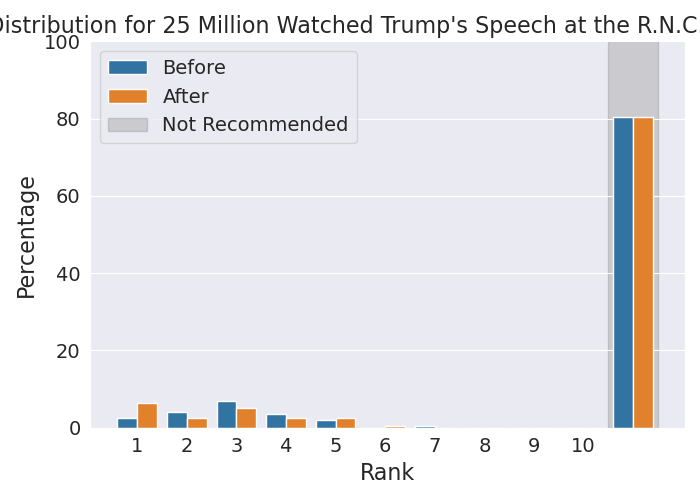 Distribution for 25 Million Watched Trump's Speech at the R.N.C.
100
80
60
40
20
0
Percentage
Before
After
Not Recommended
1 2 3 4 5 6 7 8 9 10
Rank